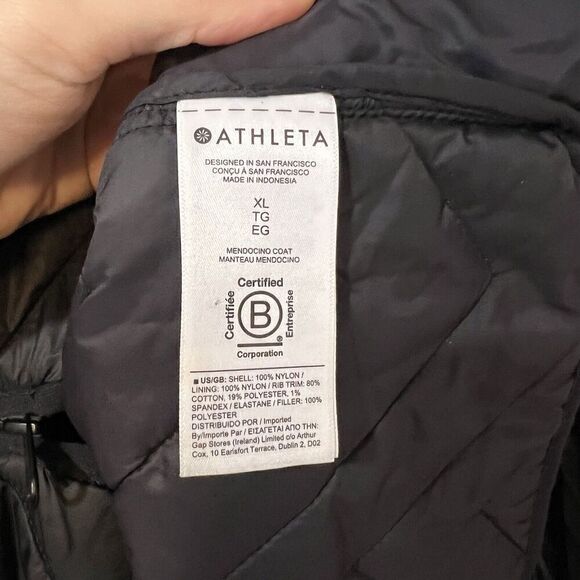 ATHLETA
DESIGNED IN SAN FRANCISCO
CONÇU À SAN FRANCISCO
MADE IN INDONESIA
XL
TG
EG
MENDOCINO COAT
MANTEAU MENDOCINO
Certified
Certifiée
B
Entreprise
®
Corporation
■ US/GB: SHELL: 100% NYLON /
LINING: 100% NYLON / RIB TRIM: 80%
COTTON, 19% POLYESTER, 1%
SPANDEX / ELASTANE / FILLER: 100%
POLYESTER
DISTRIBUIDO POR / Imported
By/Importe Par / ΕΙΣΑΓΕΤΑΙ ΑΠΟ ΤΗΝ:
Gap Stores (Ireland) Limited c/o Arthur
Cox, 10 Earlsfort Terrace, Dublin 2, D02